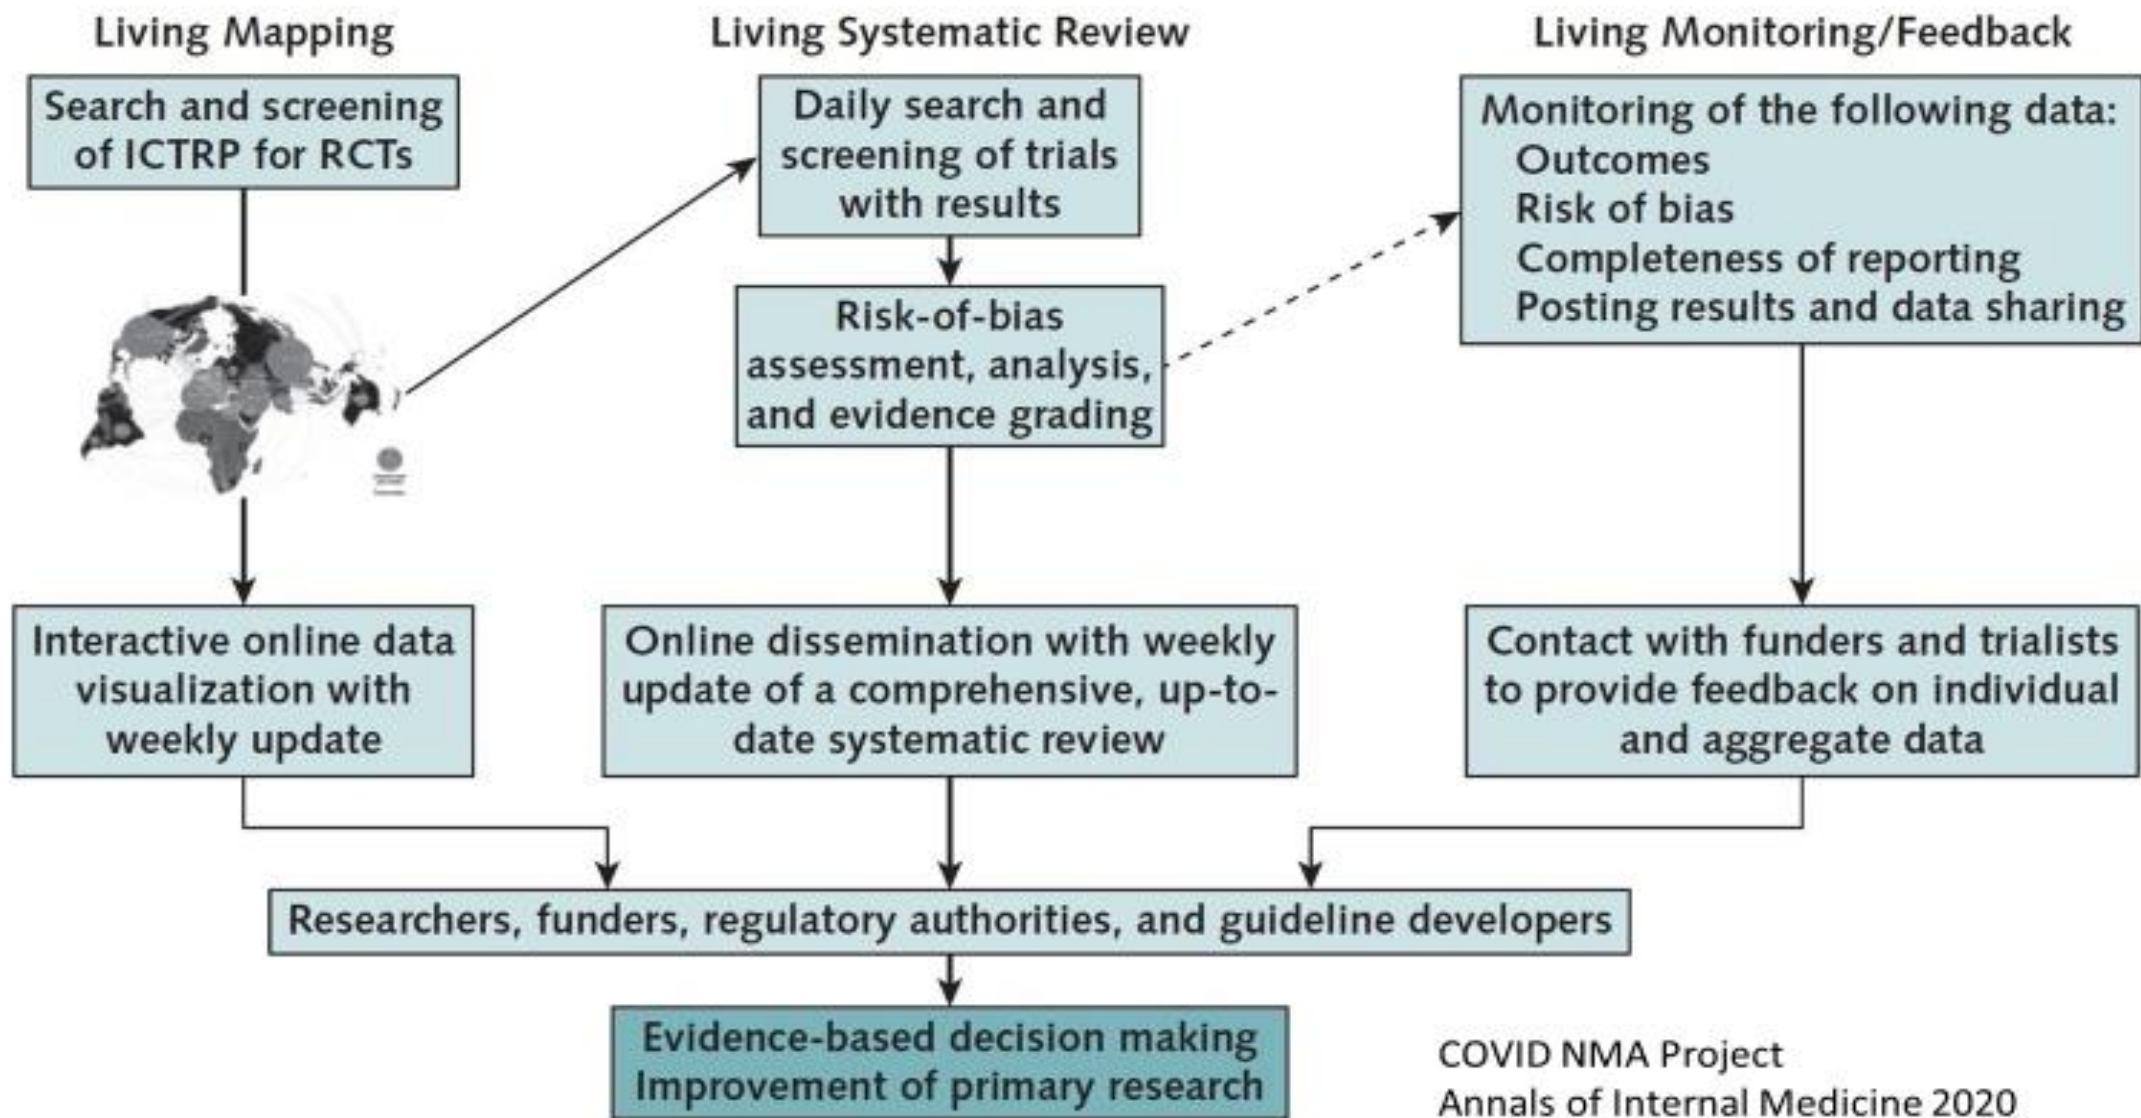 Living Mapping
Search and screening
of ICTRP for RCTs
Interactive online data
visualization with
weekly update
Living Systematic Review
Daily search and
screening of trials
with results
Risk-of-bias
assessment, analysis,
and evidence grading
Online dissemination with weekly
update of a comprehensive, up-to-
date systematic review
Living Monitoring/Feedback
Monitoring of the following data:
Outcomes
Risk of bias
Completeness of reporting
Posting results and data sharing
Contact with funders and trialists
to provide feedback on individual
and aggregate data
Researchers, funders, regulatory authorities, and guideline developers
Evidence-based decision making
Improvement of primary research
COVID NMA Project
Annals of Internal Medicine 2020